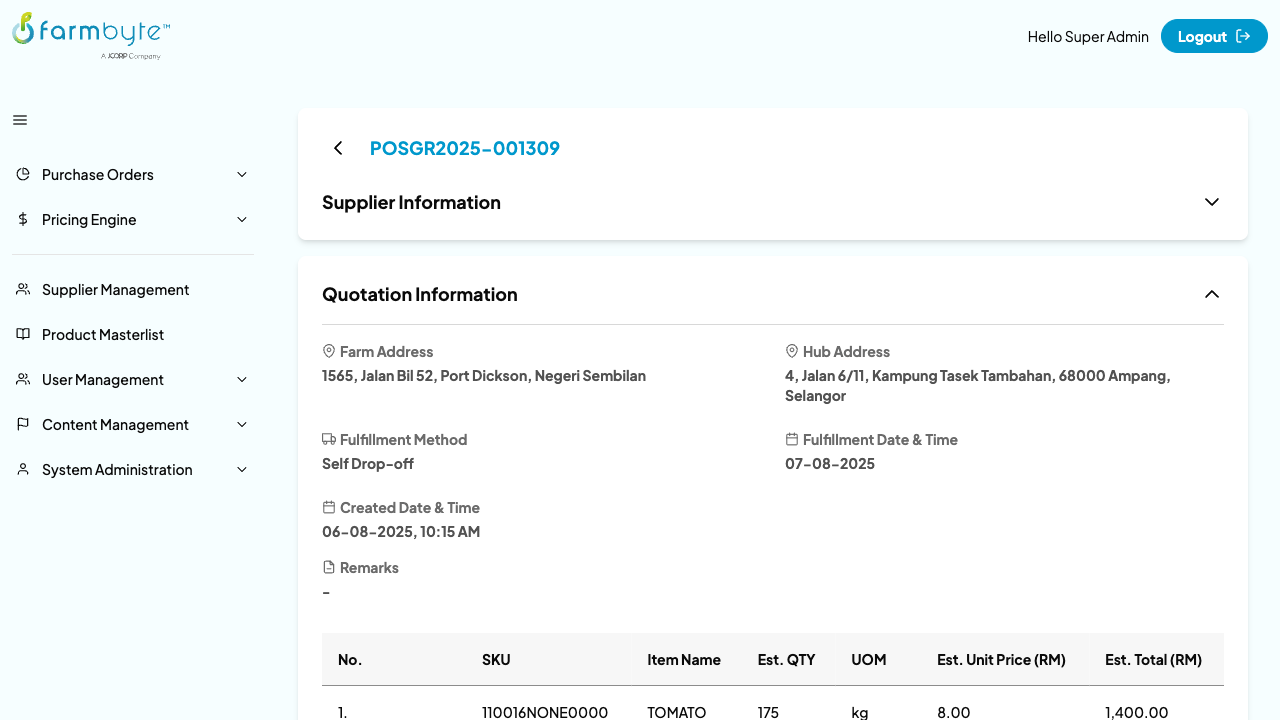 farmbyte™
A JCORP Company
Hello Super Admin
Logout
Purchase Orders
Pricing Engine
Supplier Management
Product Masterlist
User Management
Content Management
System Administration
POSGR2025-001309
Supplier Information
Quotation Information
Farm Address
1565, Jalan Bil 52, Port Dickson, Negeri Sembilan
Hub Address
4, Jalan 6/11, Kampung Tasek Tambahan, 68000 Ampang,
Selangor
Fulfillment Method
Self Drop-off
Fulfillment Date & Time
07-08-2025
Created Date & Time
06-08-2025, 10:15 AM
Remarks
-
No. SKU Item Name Est. QTY UOM Est. Unit Price (RM) Est. Total (RM)
1. 110016NONE0000 TOMATO 175 kg 8.00 1,400.00